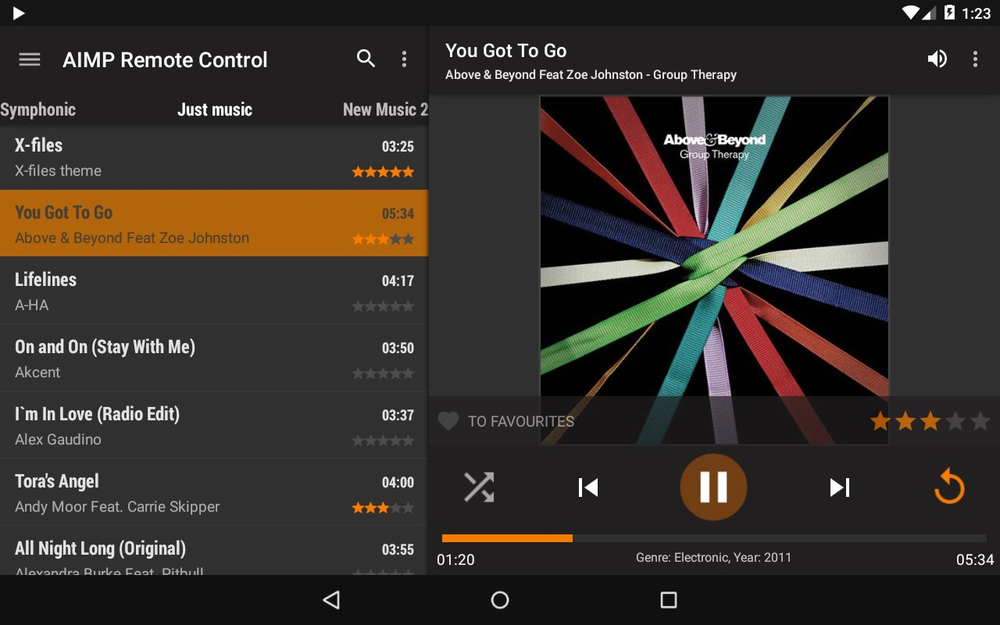 1:23
AIMP Remote Control
Symphonic
Just music
New Music 2
X-files
03:25
X-files theme
You Got To Go
05:34
Above & Beyond Feat Zoe Johnston
Lifelines
04:17
A-HA
On and On (Stay With Me)
03:50
Akcent
I`m In Love (Radio Edit)
03:37
Alex Gaudino
Tora's Angel
04:00
Andy Moor Feat. Carrie Skipper
All Night Long (Original)
03:55
Alexandra Burke Feat. Pitbull
You Got To Go
Above & Beyond Feat Zoe Johnston - Group Therapy
Above & Beyond
Group Therapy
TO FAVOURITES
01:20
Genre: Electronic, Year: 2011
05:34